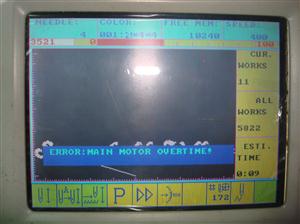 NEEDLE: COLOR: FREE MEM: SPEED:
4 001: 10240 400
3521 0 100
CUR.
WORKS
11
ALL
WORKS
5822
ERROR:MAIN MOTOR OVERTIME!
ESTI.
TIME
0:09
P
#
172